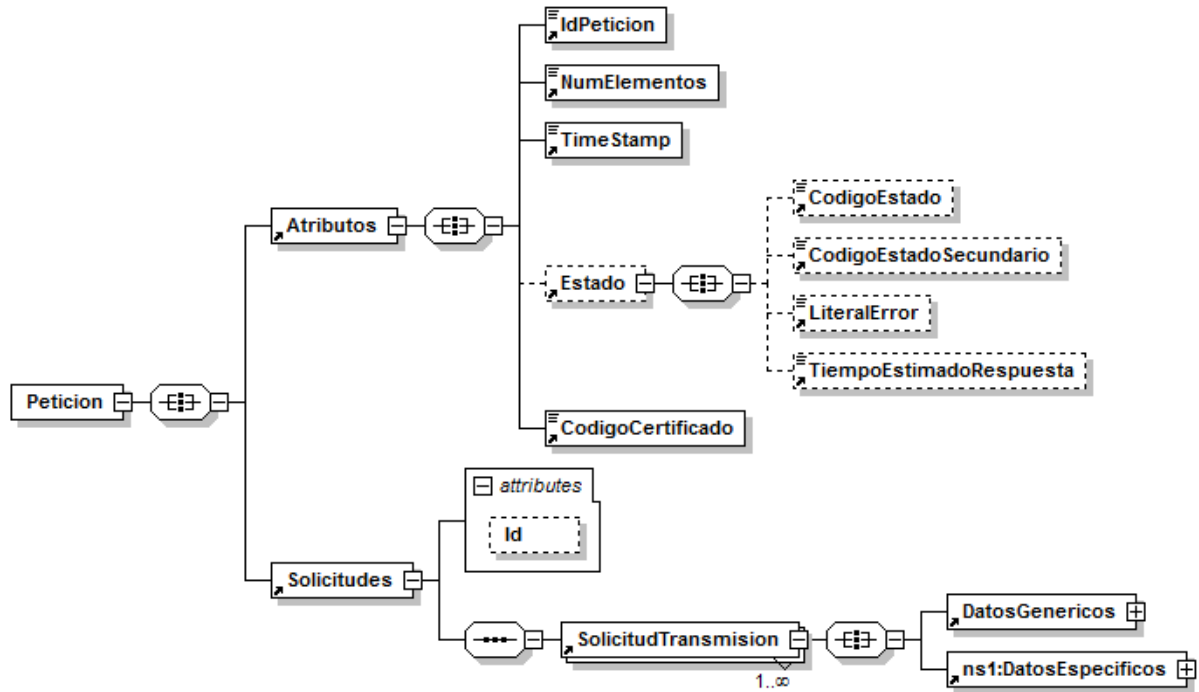 IdPeticion
NumElementos
TimeStamp
CodigoEstado
Atributos
CodigoEstadoSecundario
Estado
LiteralError
TiempoEstimadoRespuesta
Peticion
CodigoCertificado
attributes
Id
Solicitudes
DatosGenericos
SolicitudTransmision
ns1:DatosEspecificos
1..∞